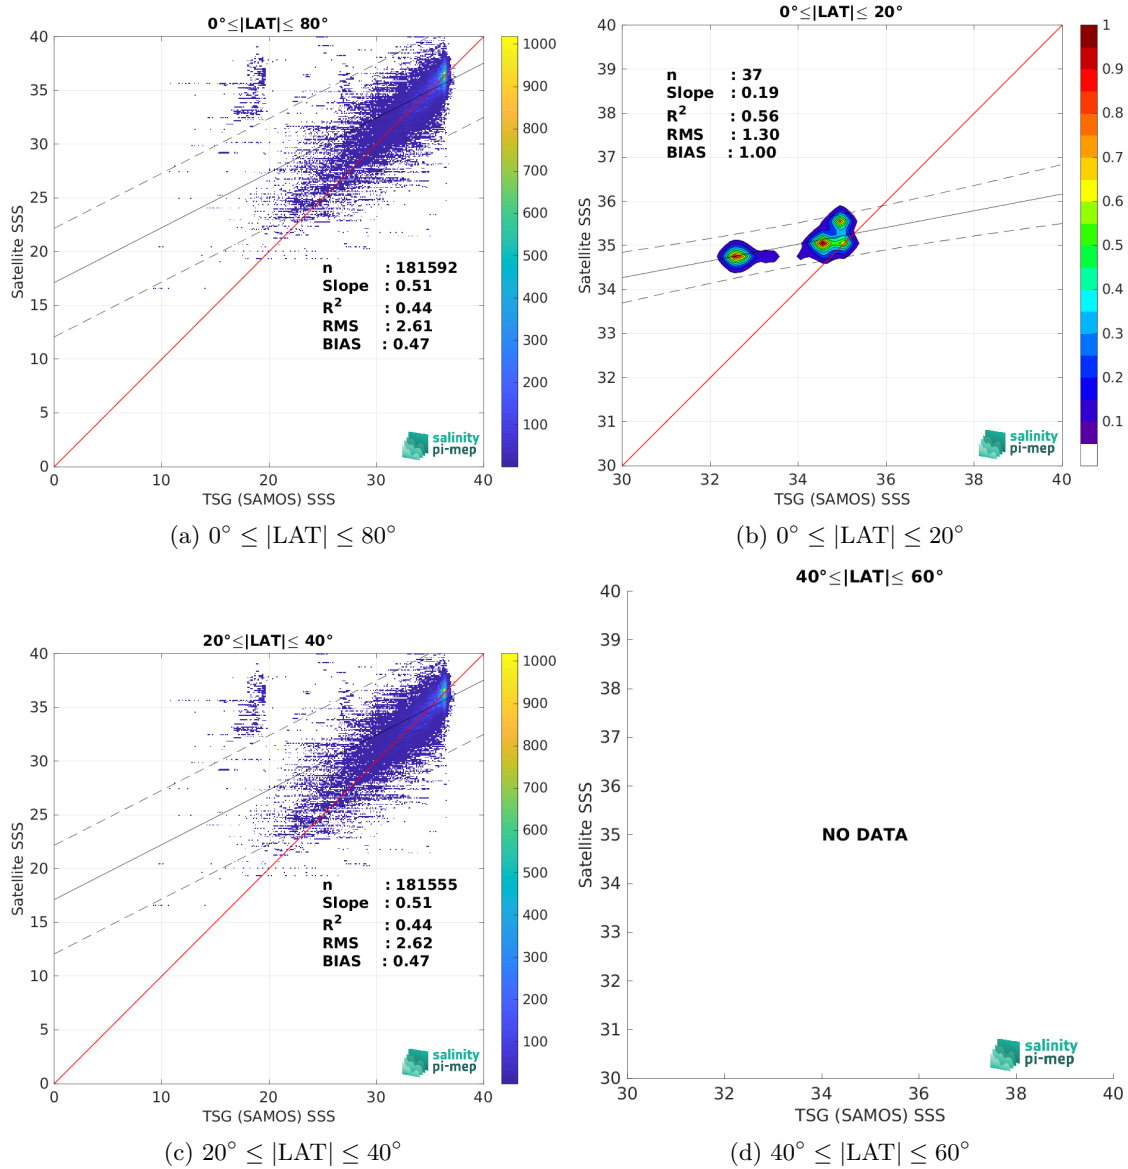 0°≤|LAT|≤ 80°
40
35
30
25
20
15
10
5
0
Satellite SSS
n : 181592
Slope : 0.51
R² : 0.44
RMS : 2.61
BIAS : 0.47
salinity
pi-mep
0 10 20 30 40
TSG (SAMOS) SSS
1000
900
800
700
600
500
400
300
200
100
(a) 0° ≤ |LAT| ≤ 80°
0°≤|LAT|≤ 20°
40
39
38
37
36
35
34
33
32
31
30
Satellite SSS
n : 37
Slope : 0.19
R² : 0.56
RMS : 1.30
BIAS : 1.00
salinity
pi-mep
30 32 34 36 38 40
TSG (SAMOS) SSS
1
0.9
0.8
0.7
0.6
0.5
0.4
0.3
0.2
0.1
(b) 0° ≤ |LAT| ≤ 20°
20°≤|LAT|≤ 40°
40
35
30
25
20
15
10
5
0
Satellite SSS
n : 181555
Slope : 0.51
R² : 0.44
RMS : 2.62
BIAS : 0.47
salinity
pi-mep
0 10 20 30 40
TSG (SAMOS) SSS
1000
900
800
700
600
500
400
300
200
100
(c) 20° ≤ |LAT| ≤ 40°
40°≤|LAT|≤ 60°
40
39
38
37
36
35
34
33
32
31
30
Satellite SSS
NO DATA
salinity
pi-mep
30 32 34 36 38 40
TSG (SAMOS) SSS
(d) 40° ≤ |LAT| ≤ 60°